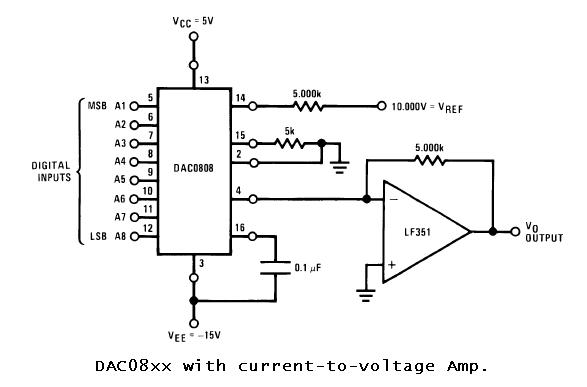 VCC = 5V
13
MSB A1 5
A2 6
A3 7
A4 8
A5 9
A6 10
A7 11
LSB A8 12
DIGITAL
INPUTS
DAC0808
14
15
2
4
16
3
5.000k
10.000V = VREF
5k
5.000k
0.1 μF
−
LF351
+
VO
OUTPUT
VEE = −15V
DAC08xx with current-to-voltage Amp.